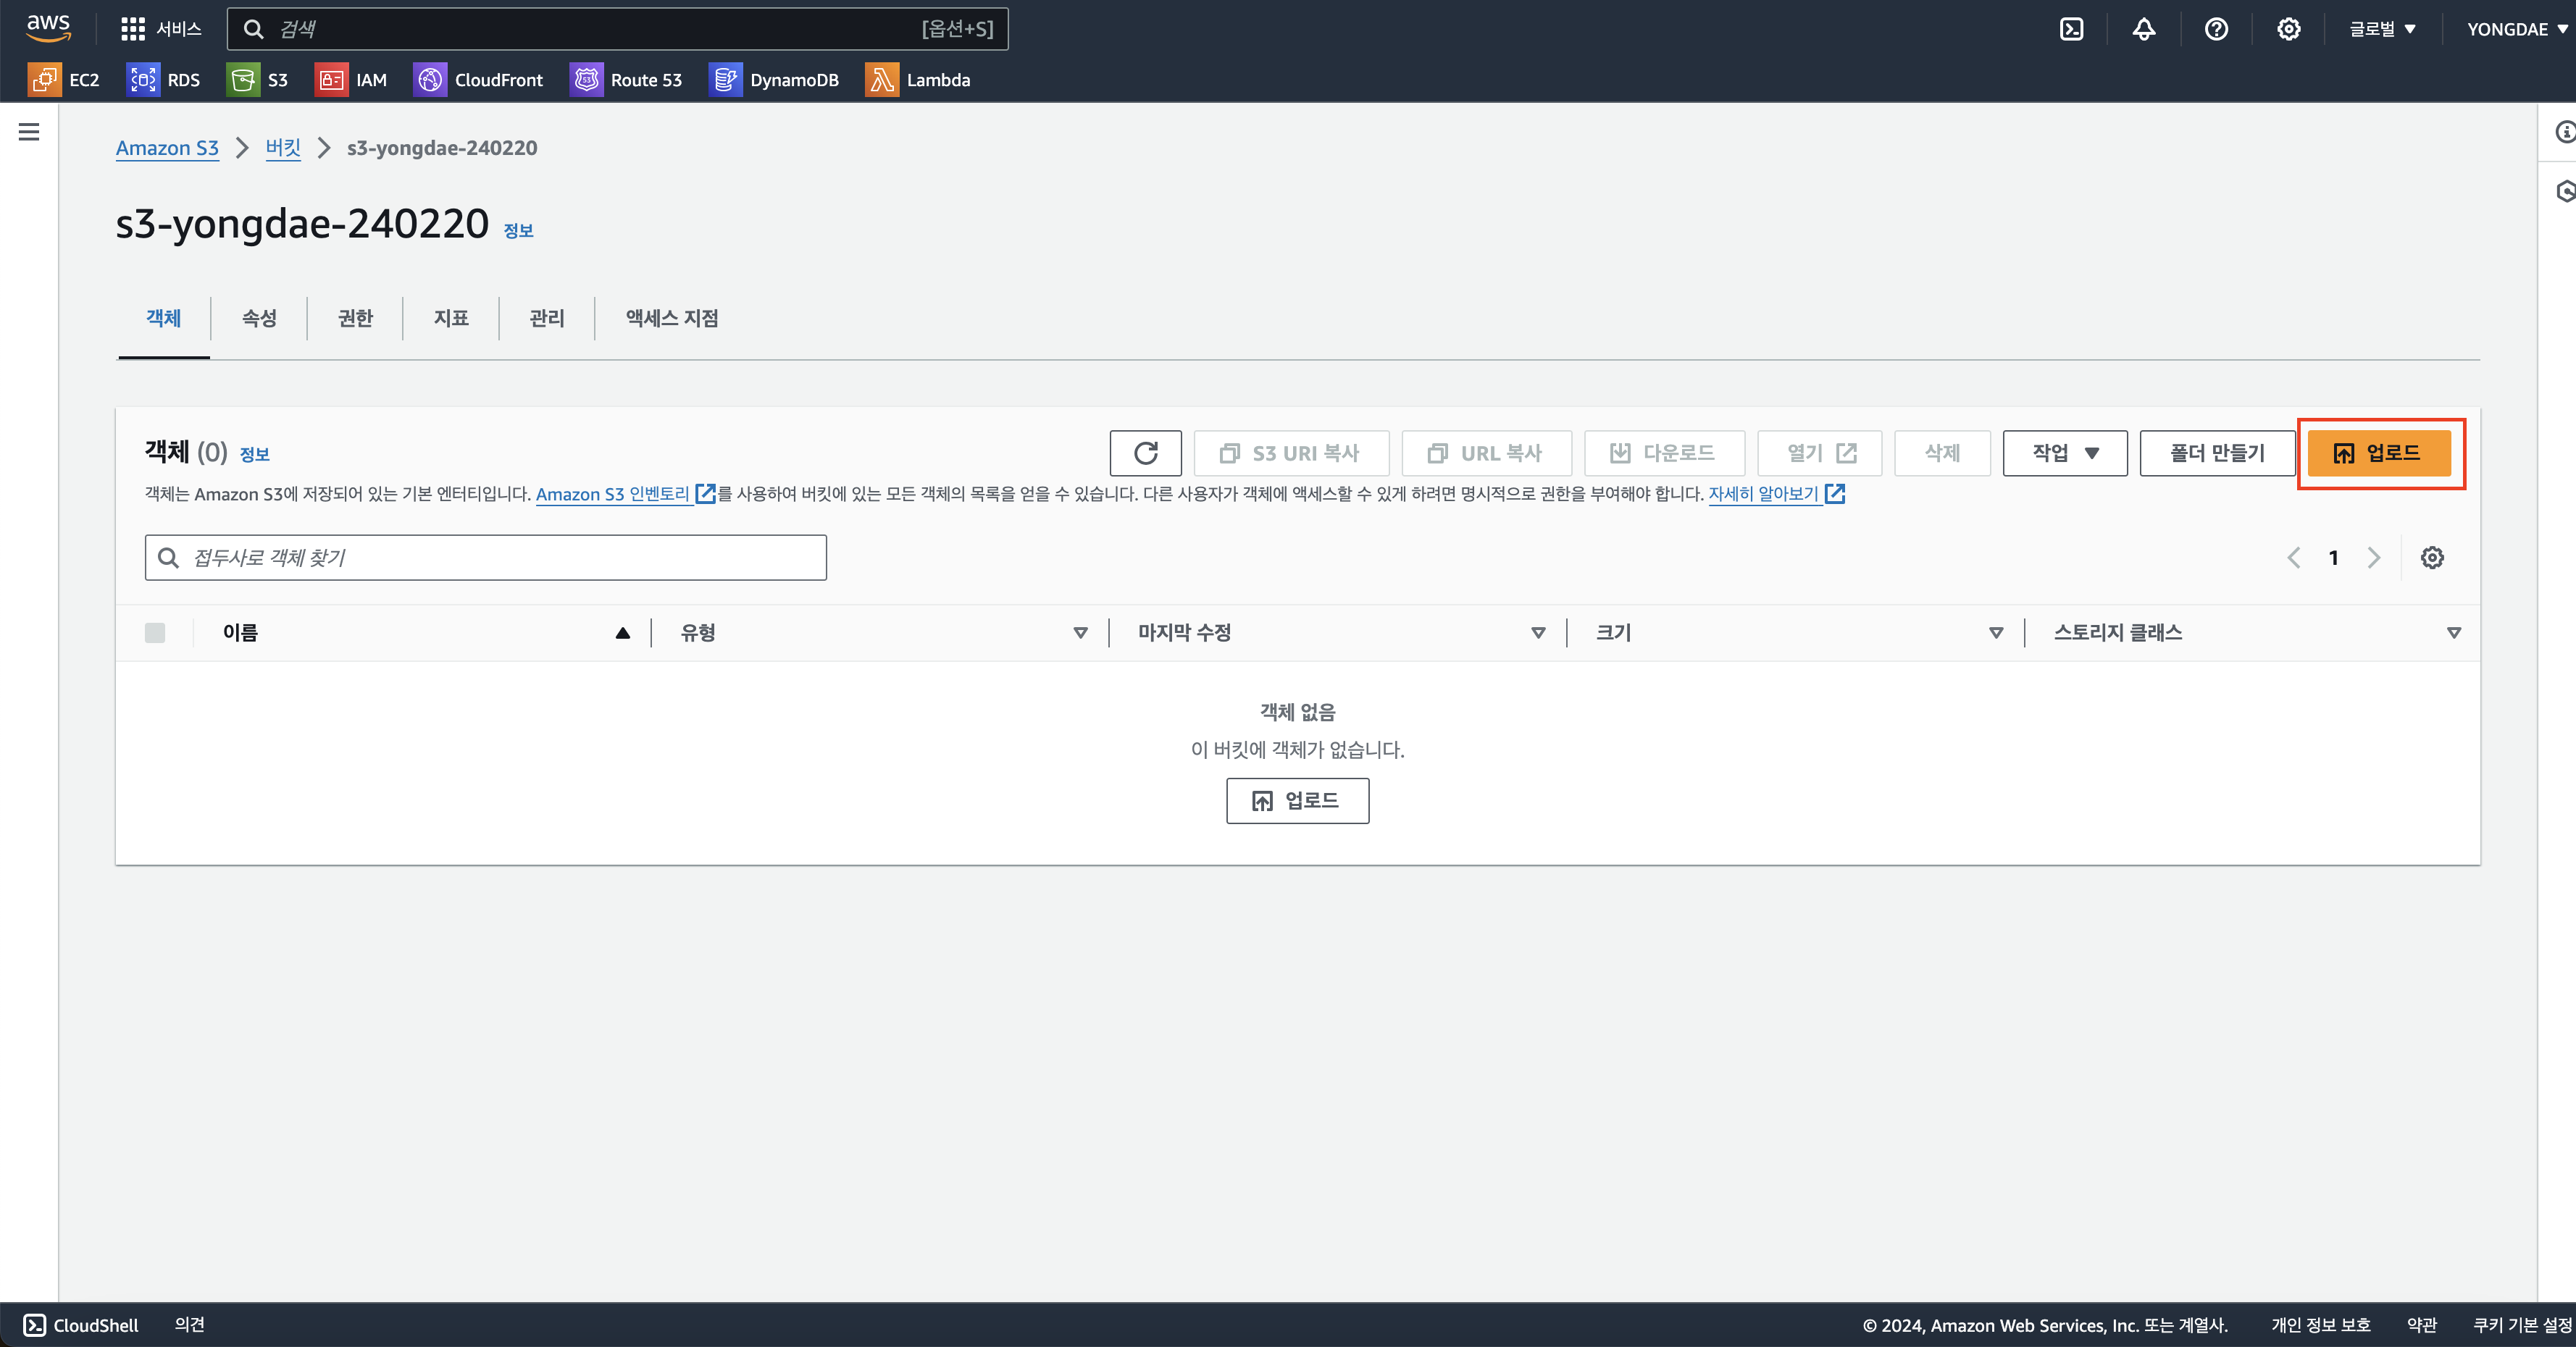 aws 서비스 검색 [옵션+S] 글로벌 YONGDAE
EC2 RDS S3 IAM CloudFront Route 53 DynamoDB Lambda
Amazon S3 버킷 s3-yongdae-240220
s3-yongdae-240220 정보
객체 속성 권한 지표 관리 액세스 지점
객체 (0) 정보 S3 URI 복사 URL 복사 다운로드 열기 삭제 작업 폴더 만들기 업로드
객체는 Amazon S3에 저장되어 있는 기본 엔터티입니다. Amazon S3 인벤토리 를 사용하여 버킷에 있는 모든 객체의 목록을 얻을 수 있습니다. 다른 사용자가 객체에 액세스할 수 있게 하려면 명시적으로 권한을 부여해야 합니다. 자세히 알아보기
접두사로 객체 찾기 1
이름 유형 마지막 수정 크기 스토리지 클래스
객체 없음
이 버킷에 객체가 없습니다.
업로드
CloudShell 의견 © 2024, Amazon Web Services, Inc. 또는 계열사. 개인 정보 보호 약관 쿠키 기본 설정